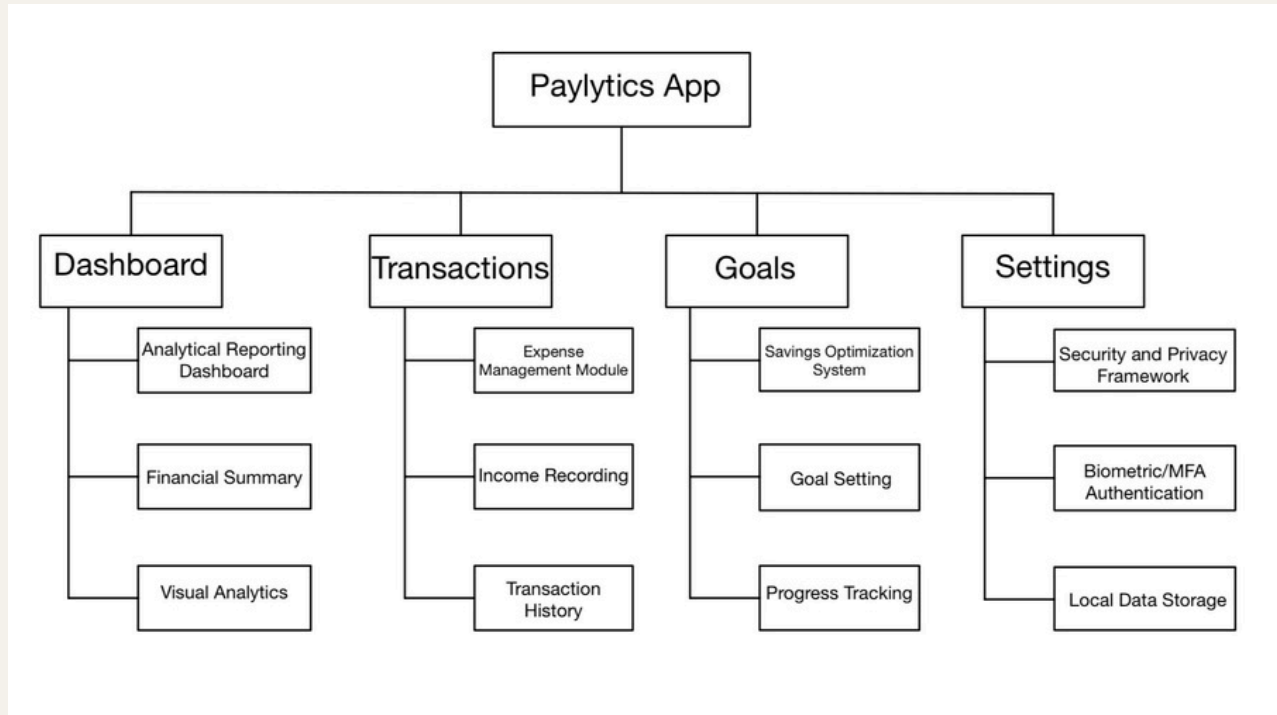 Paylytics App
Dashboard
Transactions
Goals
Settings
Analytical Reporting
Dashboard
Financial Summary
Visual Analytics
Expense
Management Module
Income Recording
Transaction
History
Savings Optimization
System
Goal Setting
Progress Tracking
Security and Privacy
Framework
Biometric/MFA
Authentication
Local Data Storage